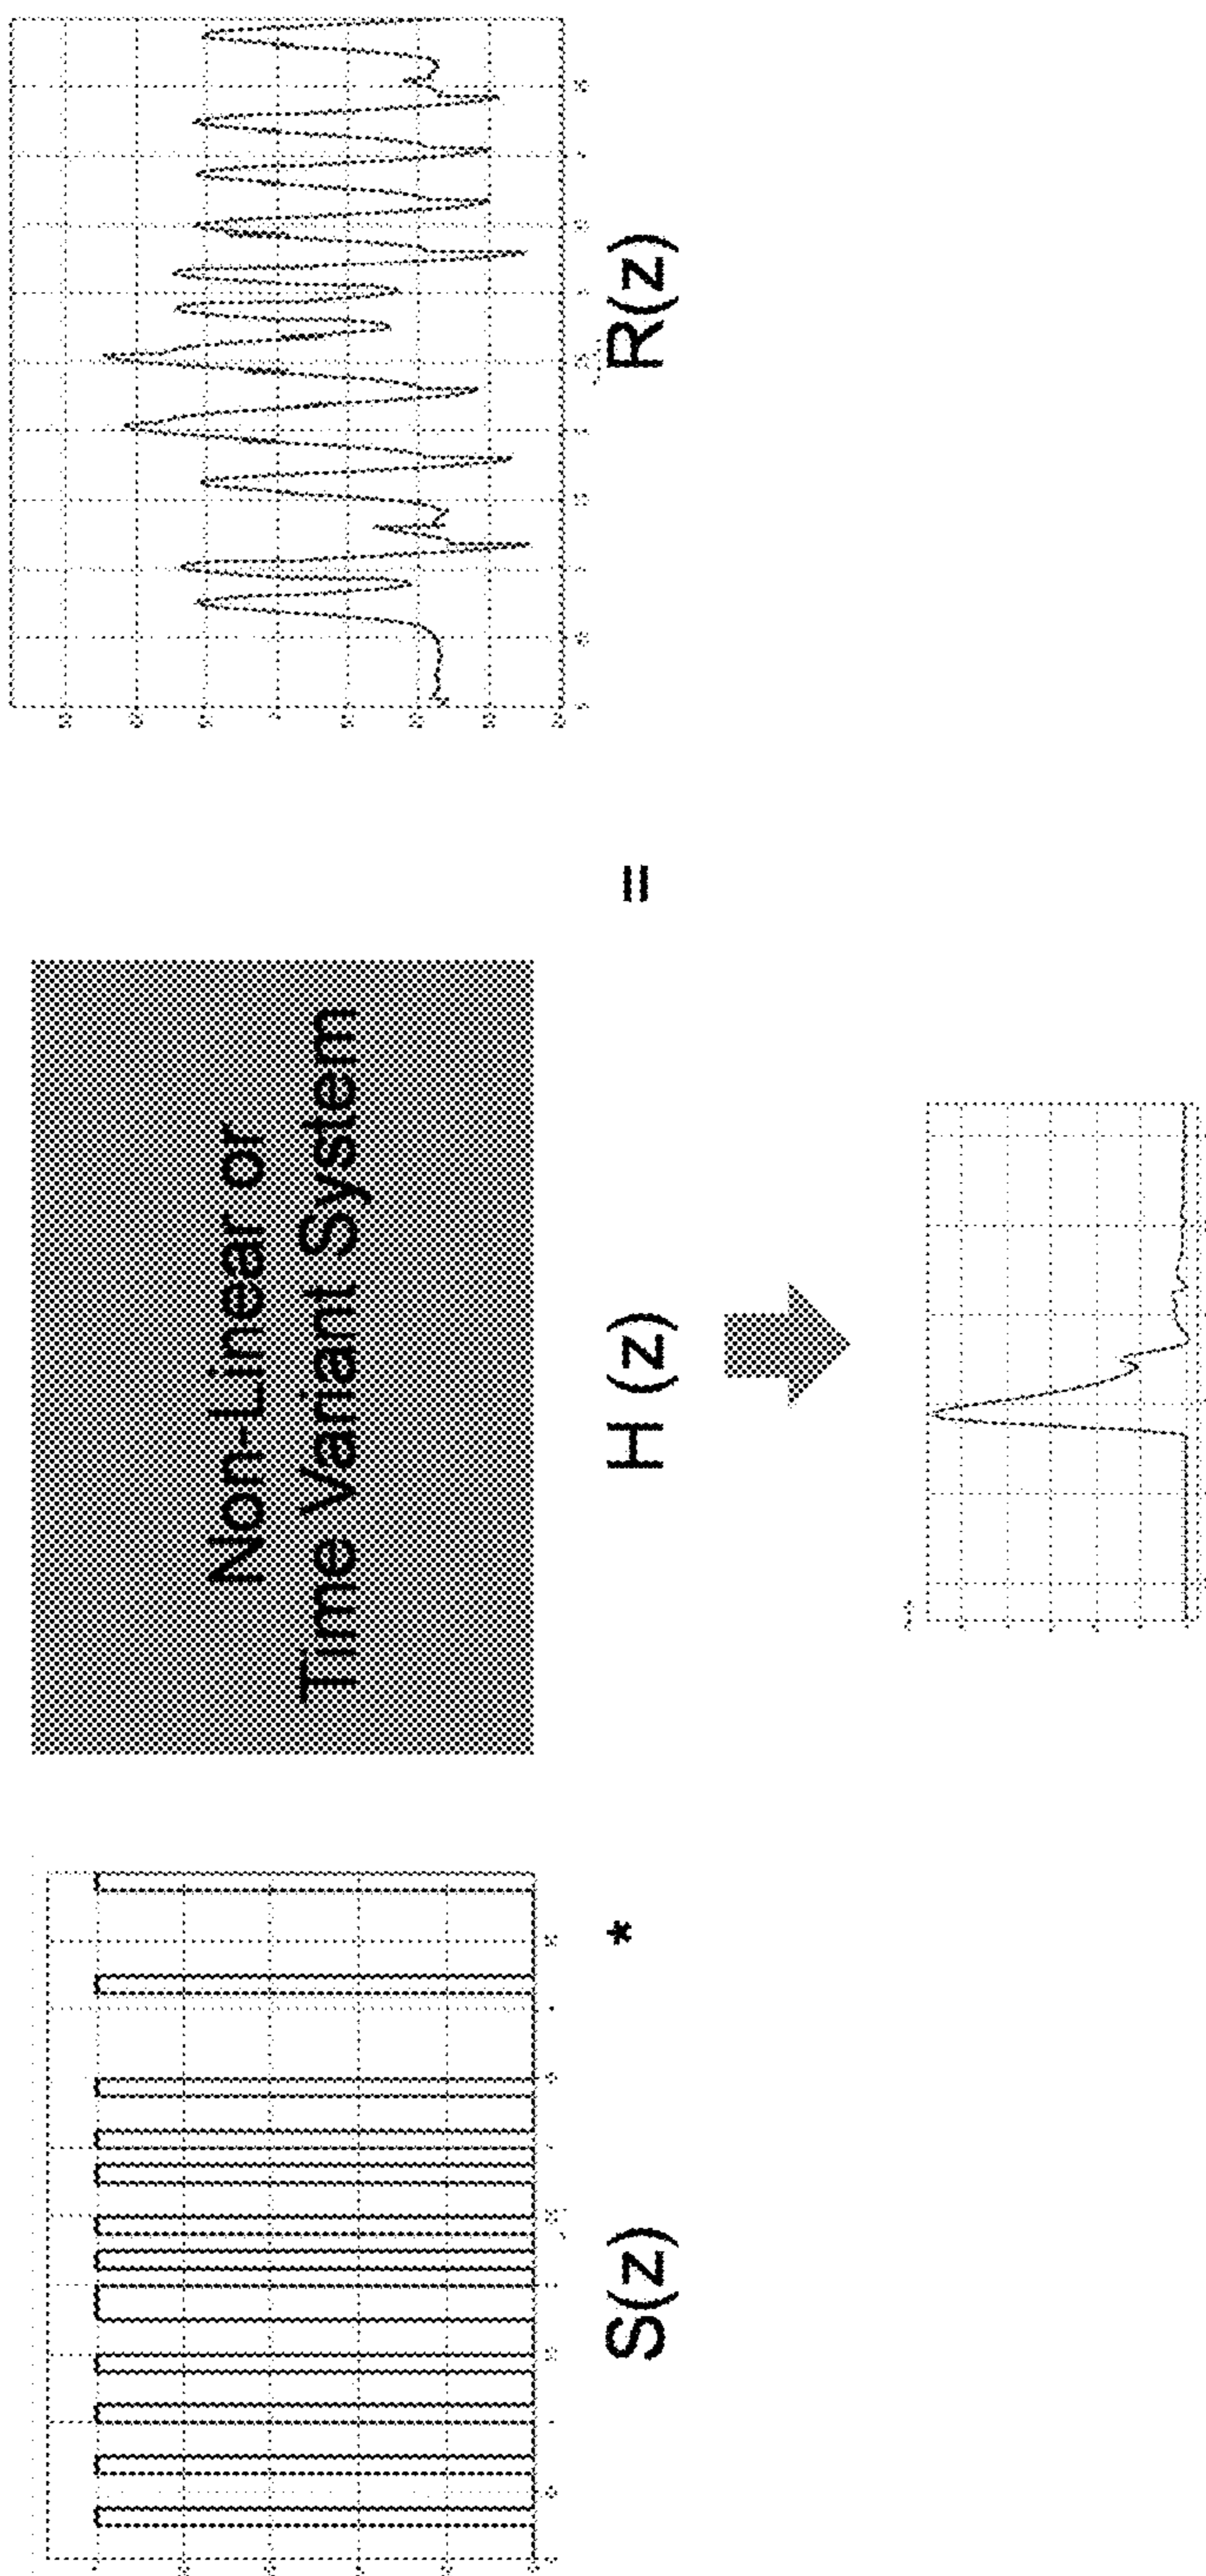 Non-Linear or
Time Variant System
S(z) * H (z) = R(z)